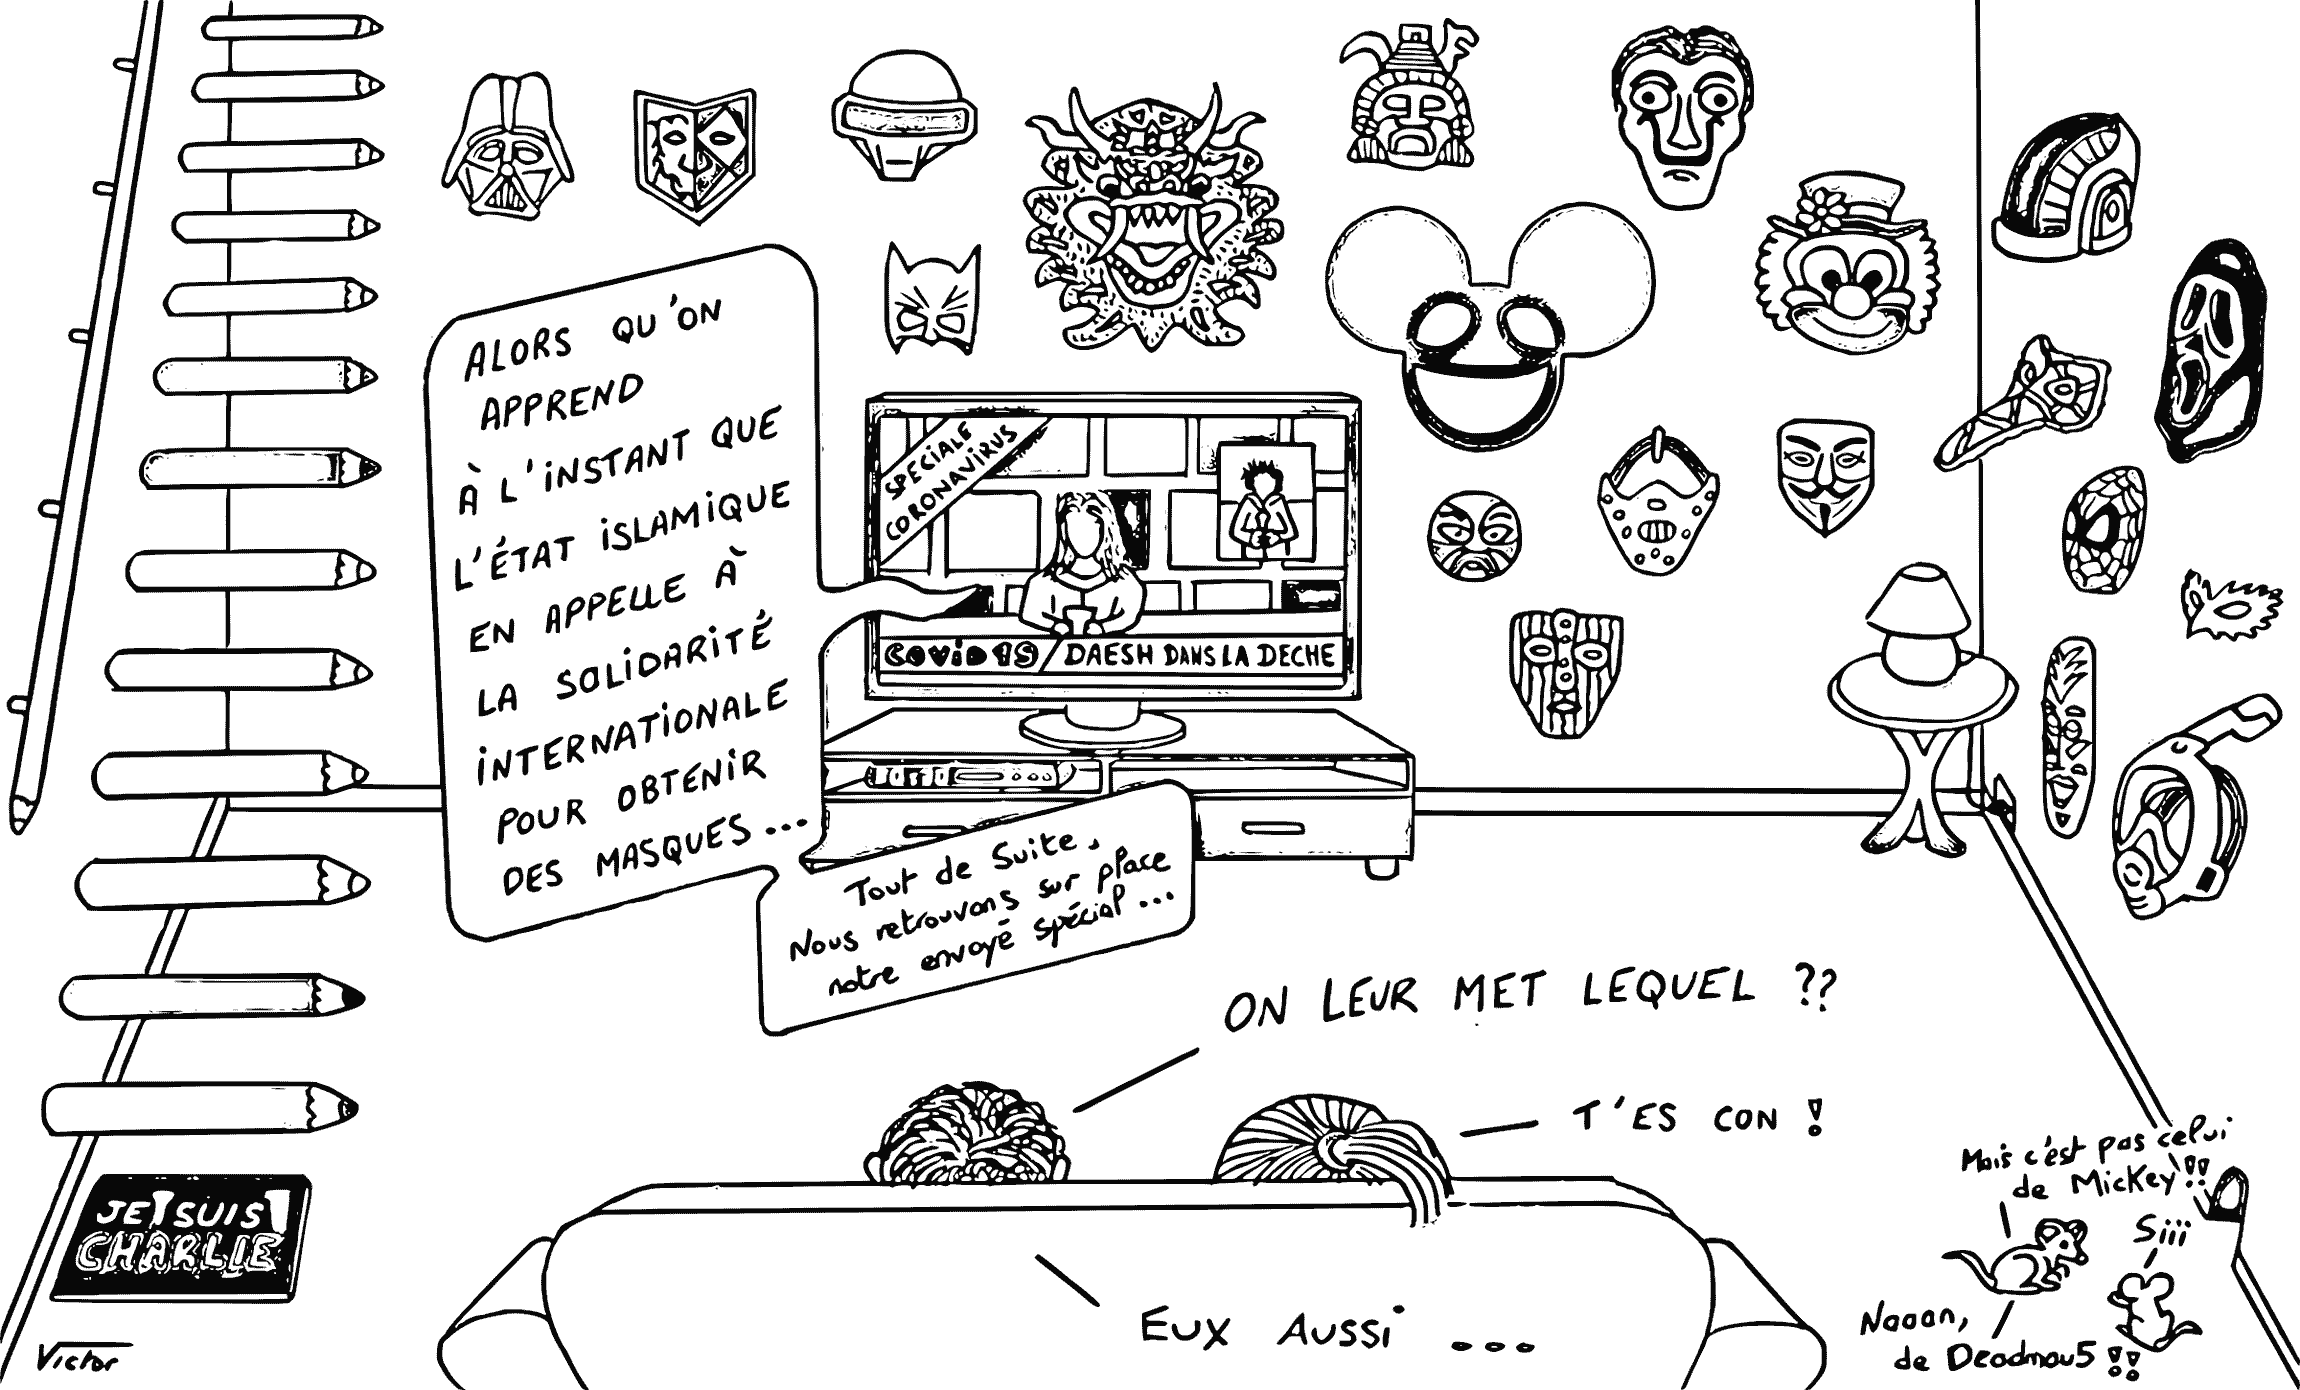 ALORS QU'ON
APPREND
À L'INSTANT QUE
L'ÉTAT ISLAMIQUE
EN APPELLE À
LA SOLIDARITÉ
INTERNATIONALE
POUR OBTENIR
DES MASQUES...
SPECIALE
CORONAVIRUS
COVID 19 / DAESH DANS LA DECHE
Tout de Suite,
Nous retrouvons sur place
notre envoyé spécial...
ON LEUR MET LEQUEL ??
T'ES CON !
EUX AUSSI ...
Mais c'est pas celui
de Mickey !!
Siii
Naaan,
de Deadmau5 !!
JE SUIS
CHARLIE
Victor